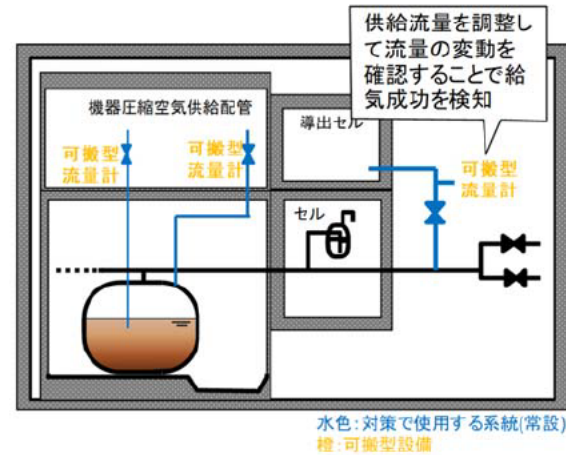 供給流量を調整し
て流量の変動を
確認することで給
気成功を検知
機器圧縮空気供給配管
導出セル
可搬型
流量計
可搬型
流量計
可搬型
流量計
セル
水色:対策で使用する系統(常設)
橙:可搬型設備